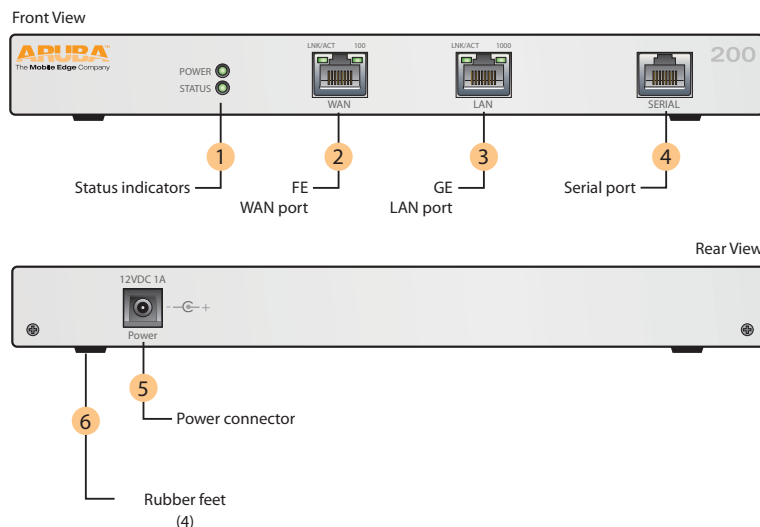 Front View
ARUBA™
The Mobile Edge Company
POWER
STATUS
LNK/ACT 100
WAN
LNK/ACT 1000
LAN
SERIAL
200
1
2
3
4
Status indicators
FE
WAN port
GE
LAN port
Serial port
Rear View
12VDC 1A
- +
Power
5
6
Power connector
Rubber feet
(4)